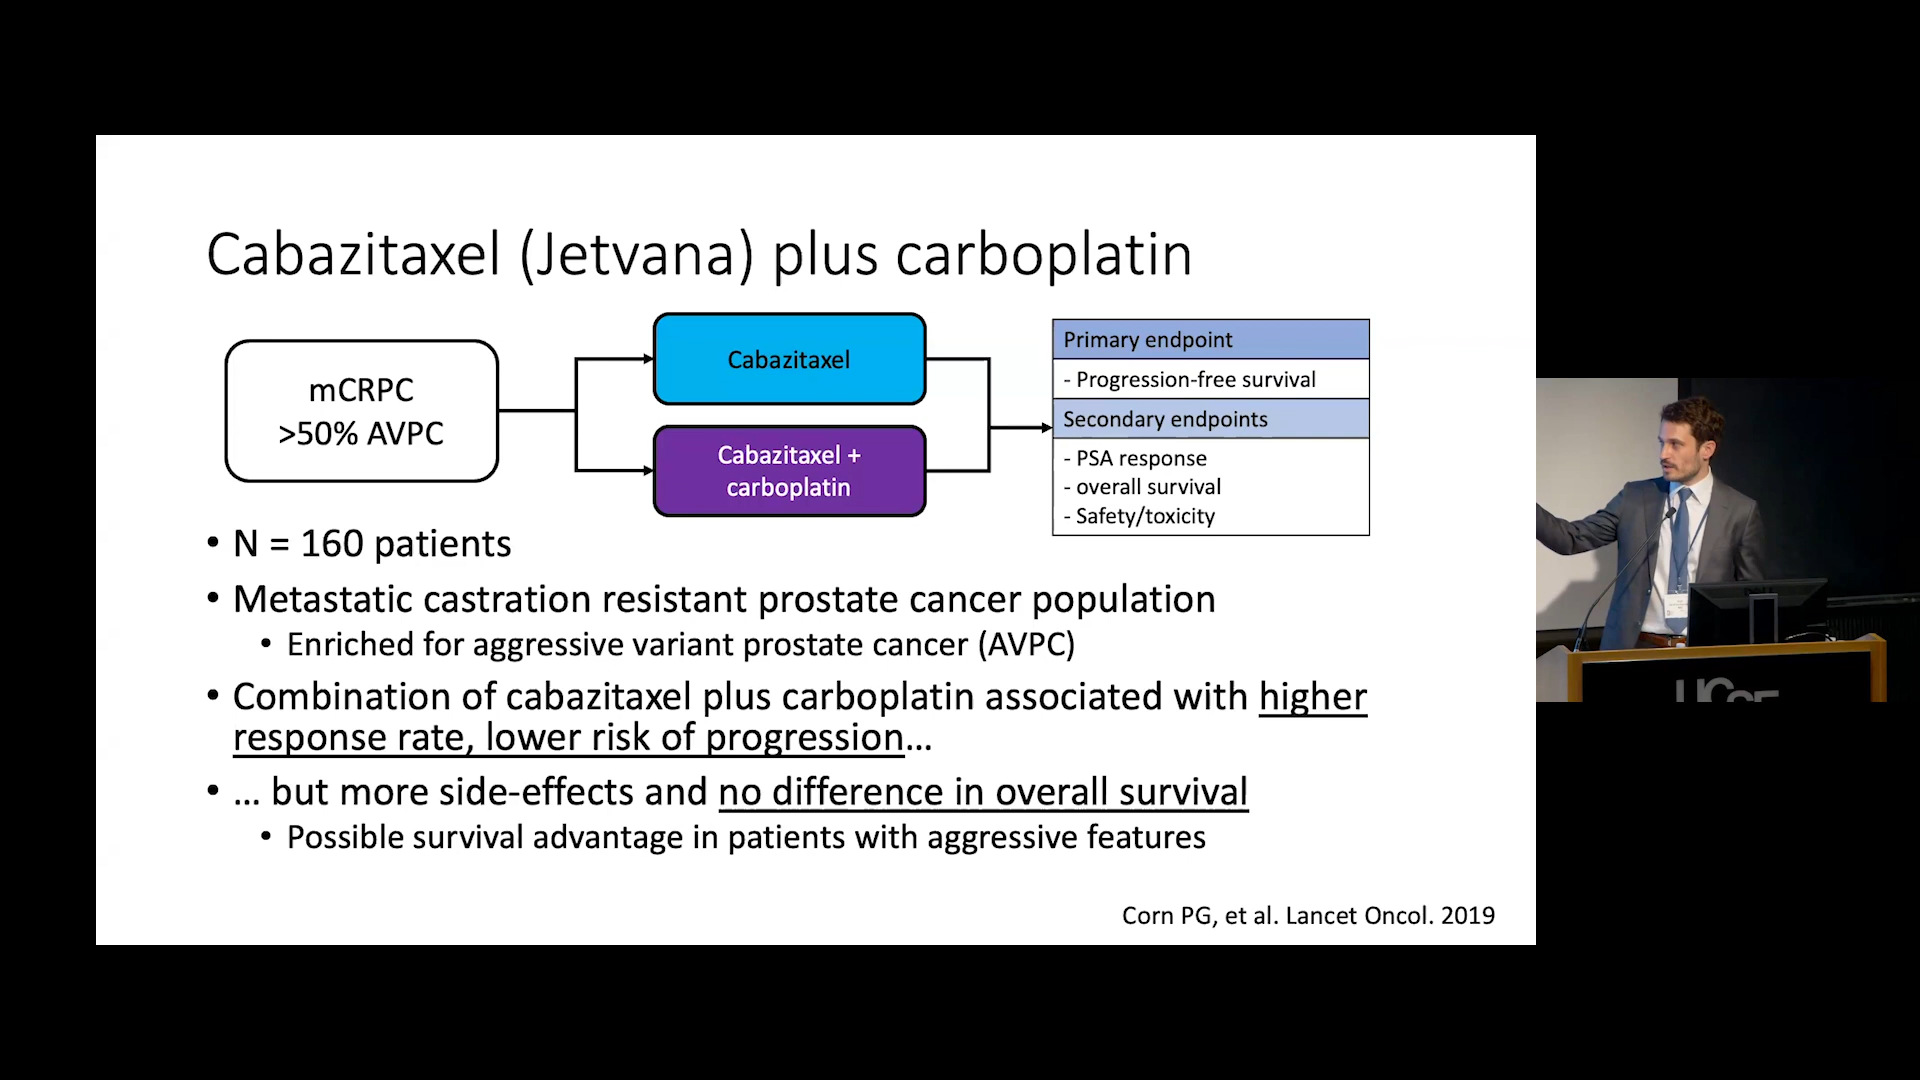 Cabazitaxel (Jetvana) plus carboplatin
mCRPC
>50% AVPC
Cabazitaxel
Cabazitaxel +
carboplatin
Primary endpoint
- Progression-free survival
Secondary endpoints
- PSA response
- overall survival
- Safety/toxicity
• N = 160 patients
• Metastatic castration resistant prostate cancer population
• Enriched for aggressive variant prostate cancer (AVPC)
• Combination of cabazitaxel plus carboplatin associated with higher
response rate, lower risk of progression...
• ... but more side-effects and no difference in overall survival
• Possible survival advantage in patients with aggressive features
Corn PG, et al. Lancet Oncol. 2019
UCSF